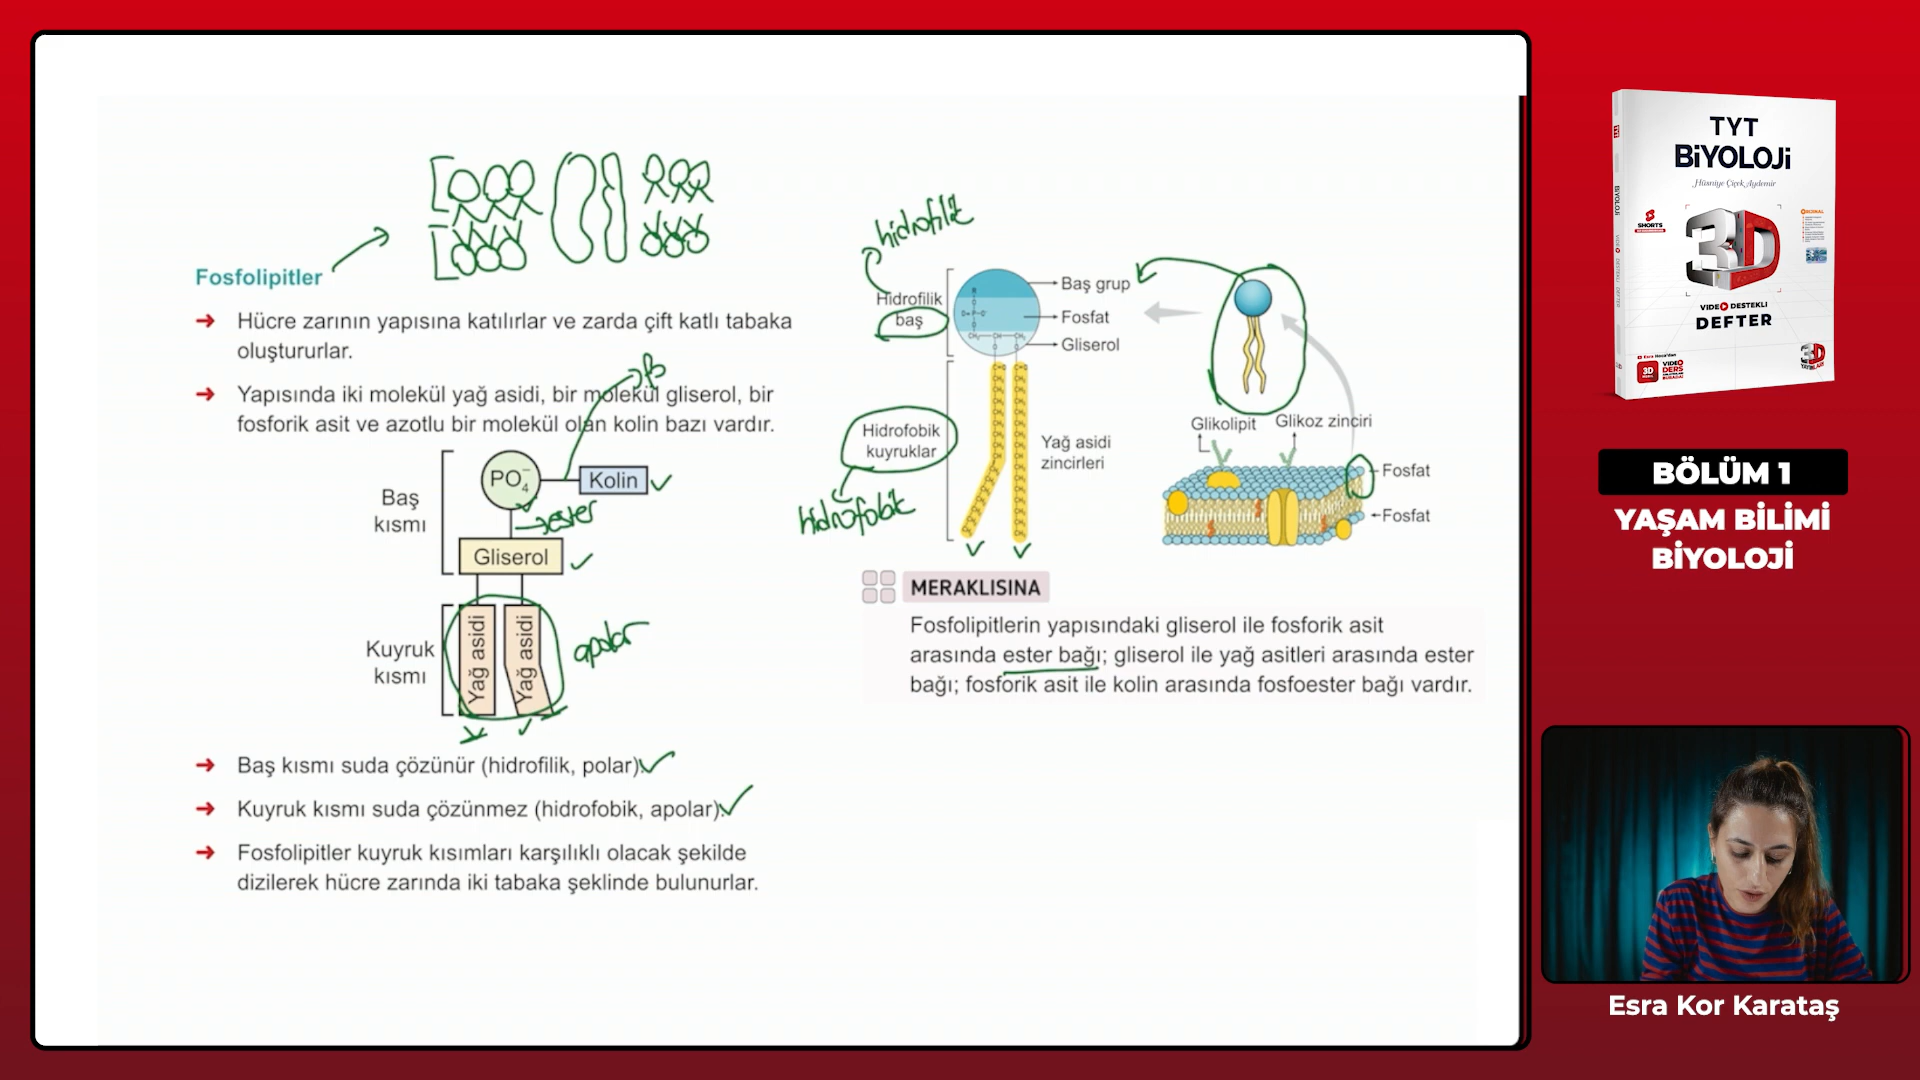 Fosfolipitler
Hücre zarının yapısına katılırlar ve zarda çift katlı tabaka
oluştururlar.
Yapısında iki molekül yağ asidi, bir molekül gliserol, bir
fosforik asit ve azotlu bir molekül olan kolin bazı vardır.
Baş
kısmı
PO4-
Kolin
ester
Gliserol
Kuyruk
kısmı
Yağ asidi
Yağ asidi
apolar
Baş kısmı suda çözünür (hidrofilik, polar).
Kuyruk kısmı suda çözünmez (hidrofobik, apolar).
Fosfolipitler kuyruk kısımları karşılıklı olacak şekilde
dizilerek hücre zarında iki tabaka şeklinde bulunurlar.
hidrofilik
Hidrofilik
baş
Baş grup
Fosfat
Gliserol
Hidrofobik
kuyruklar
hidrofobik
Yağ asidi
zincirleri
Glikolipit
Glikoz zinciri
Fosfat
Fosfat
MERAKLISINA
Fosfolipitlerin yapısındaki gliserol ile fosforik asit
arasında ester bağı; gliserol ile yağ asitleri arasında ester
bağı; fosforik asit ile kolin arasında fosfoester bağı vardır.
TYT
BİYOLOJİ
Hüsniye Çiçek Aydemir
SHORTS
3D
VIDEO DESTEKLİ
DEFTER
BÖLÜM 1
YAŞAM BİLİMİ
BİYOLOJİ
Esra Kor Karataş